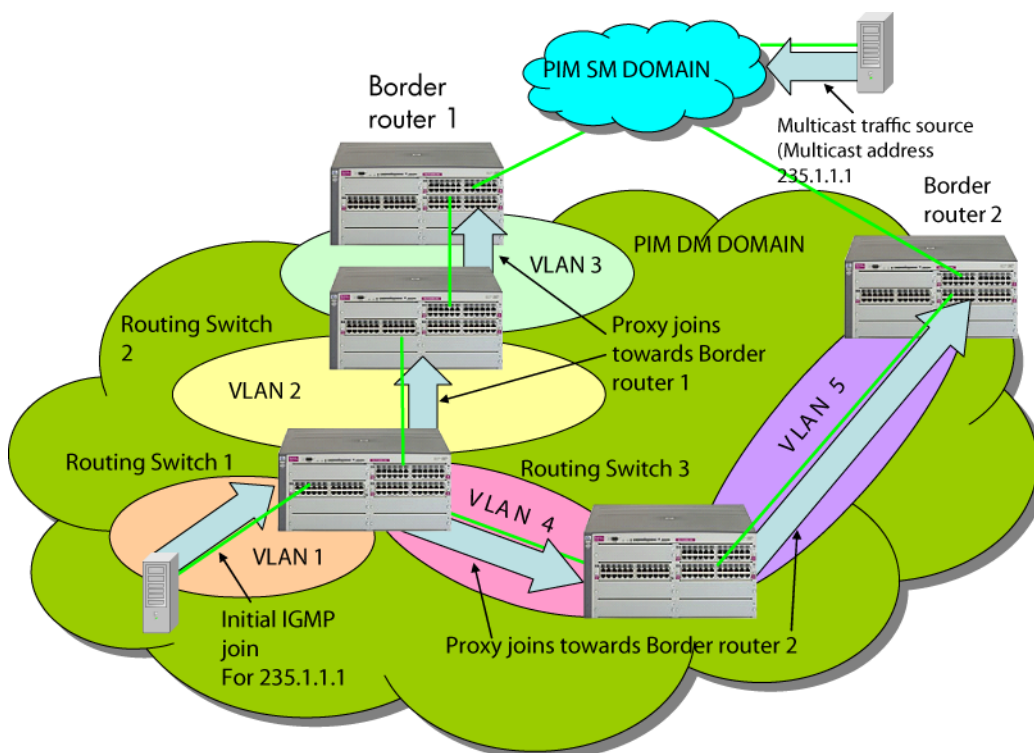 PIM SM DOMAIN
Border
router 1
Multicast traffic source
(Multicast address
235.1.1.1
Border
router 2
PIM DM DOMAIN
VLAN 3
Routing Switch
2
Proxy joins
towards Border
router 1
VLAN 2
VLAN 5
Routing Switch 1
Routing Switch 3
VLAN 4
VLAN 1
Initial IGMP
join
For 235.1.1.1
Proxy joins towards Border router 2